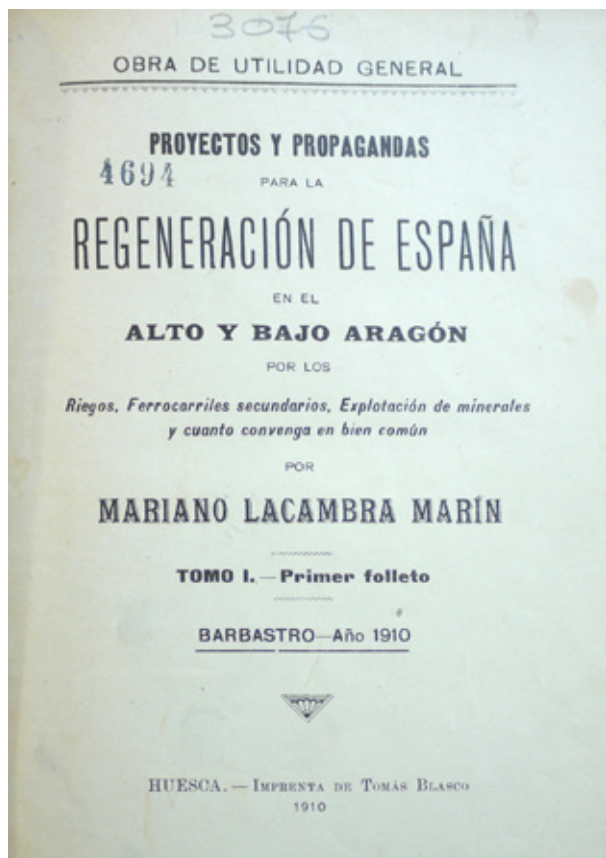 3076
OBRA DE UTILIDAD GENERAL
PROYECTOS Y PROPAGANDAS
4694
PARA LA
REGENERACIÓN DE ESPAÑA
EN EL
ALTO Y BAJO ARAGÓN
POR LOS
Riegos, Ferrocarriles secundarios, Explotación de minerales
y cuanto convenga en bien común
POR
MARIANO LACAMBRA MARÍN
TOMO I.—Primer folleto
BARBASTRO—Año 1910
HUESCA.—IMPRENTA DE TOMÁS BLASCO
1910